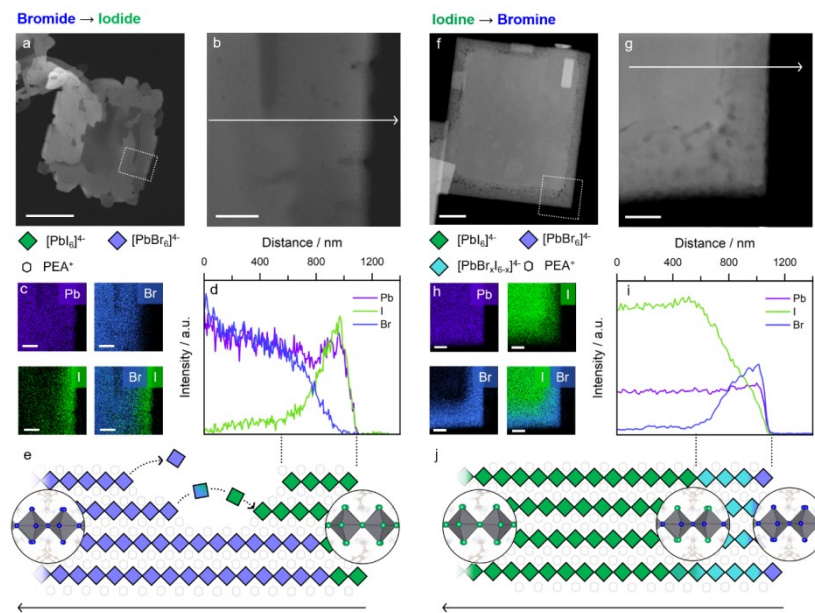 Bromide → Iodide
Iodine → Bromine
a
b
f
g
[PbI₆]⁴⁻
[PbBr₆]⁴⁻
PEA⁺
Distance / nm
0 400 800 1200
[PbI₆]⁴⁻
[PbBr₆]⁴⁻
[PbBrₓI₆₋ₓ]⁴⁻
PEA⁺
Distance / nm
0 400 800 1200
c
Pb
Br
I
Br
I
d
Pb
I
Br
Intensity / a.u.
h
Pb
I
Br
I
Br
i
Pb
I
Br
Intensity / a.u.
e
j